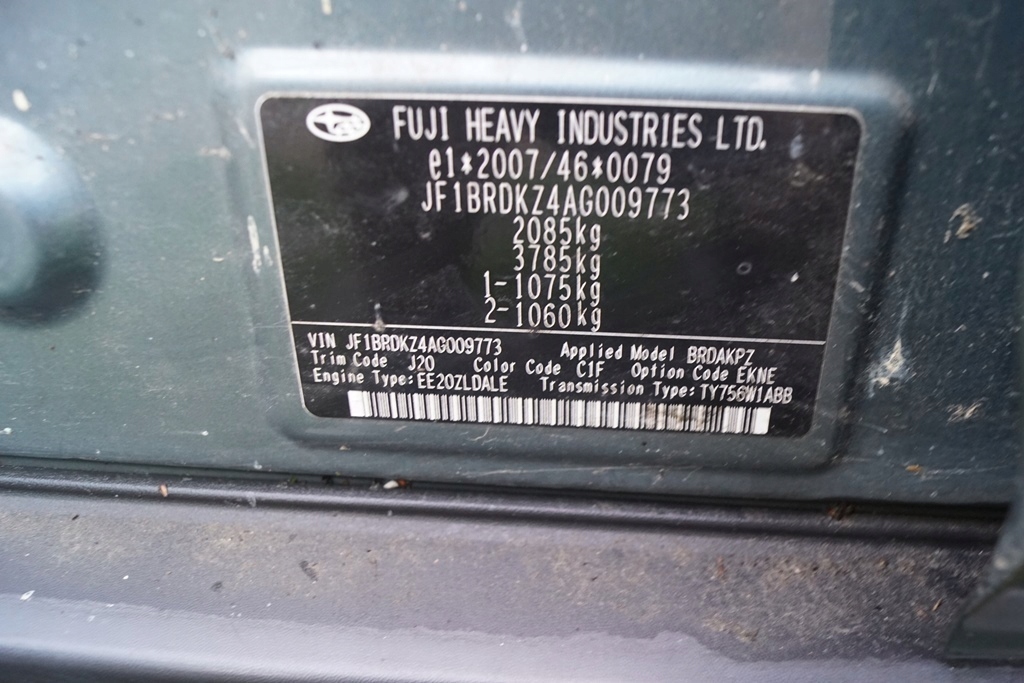 FUJI HEAVY INDUSTRIES LTD.
e1*2007/46*0079
JF1BRDKZ4AG009773
2085kg
3785kg
1-1075kg
2-1060kg
VIN JF1BRDKZ4AG009773 Applied Model BRDAKPZ
Trim Code J20 Color Code C1F Option Code EKNE
Engine Type:EE20ZLDALE Transmission Type:TY756W1ABB